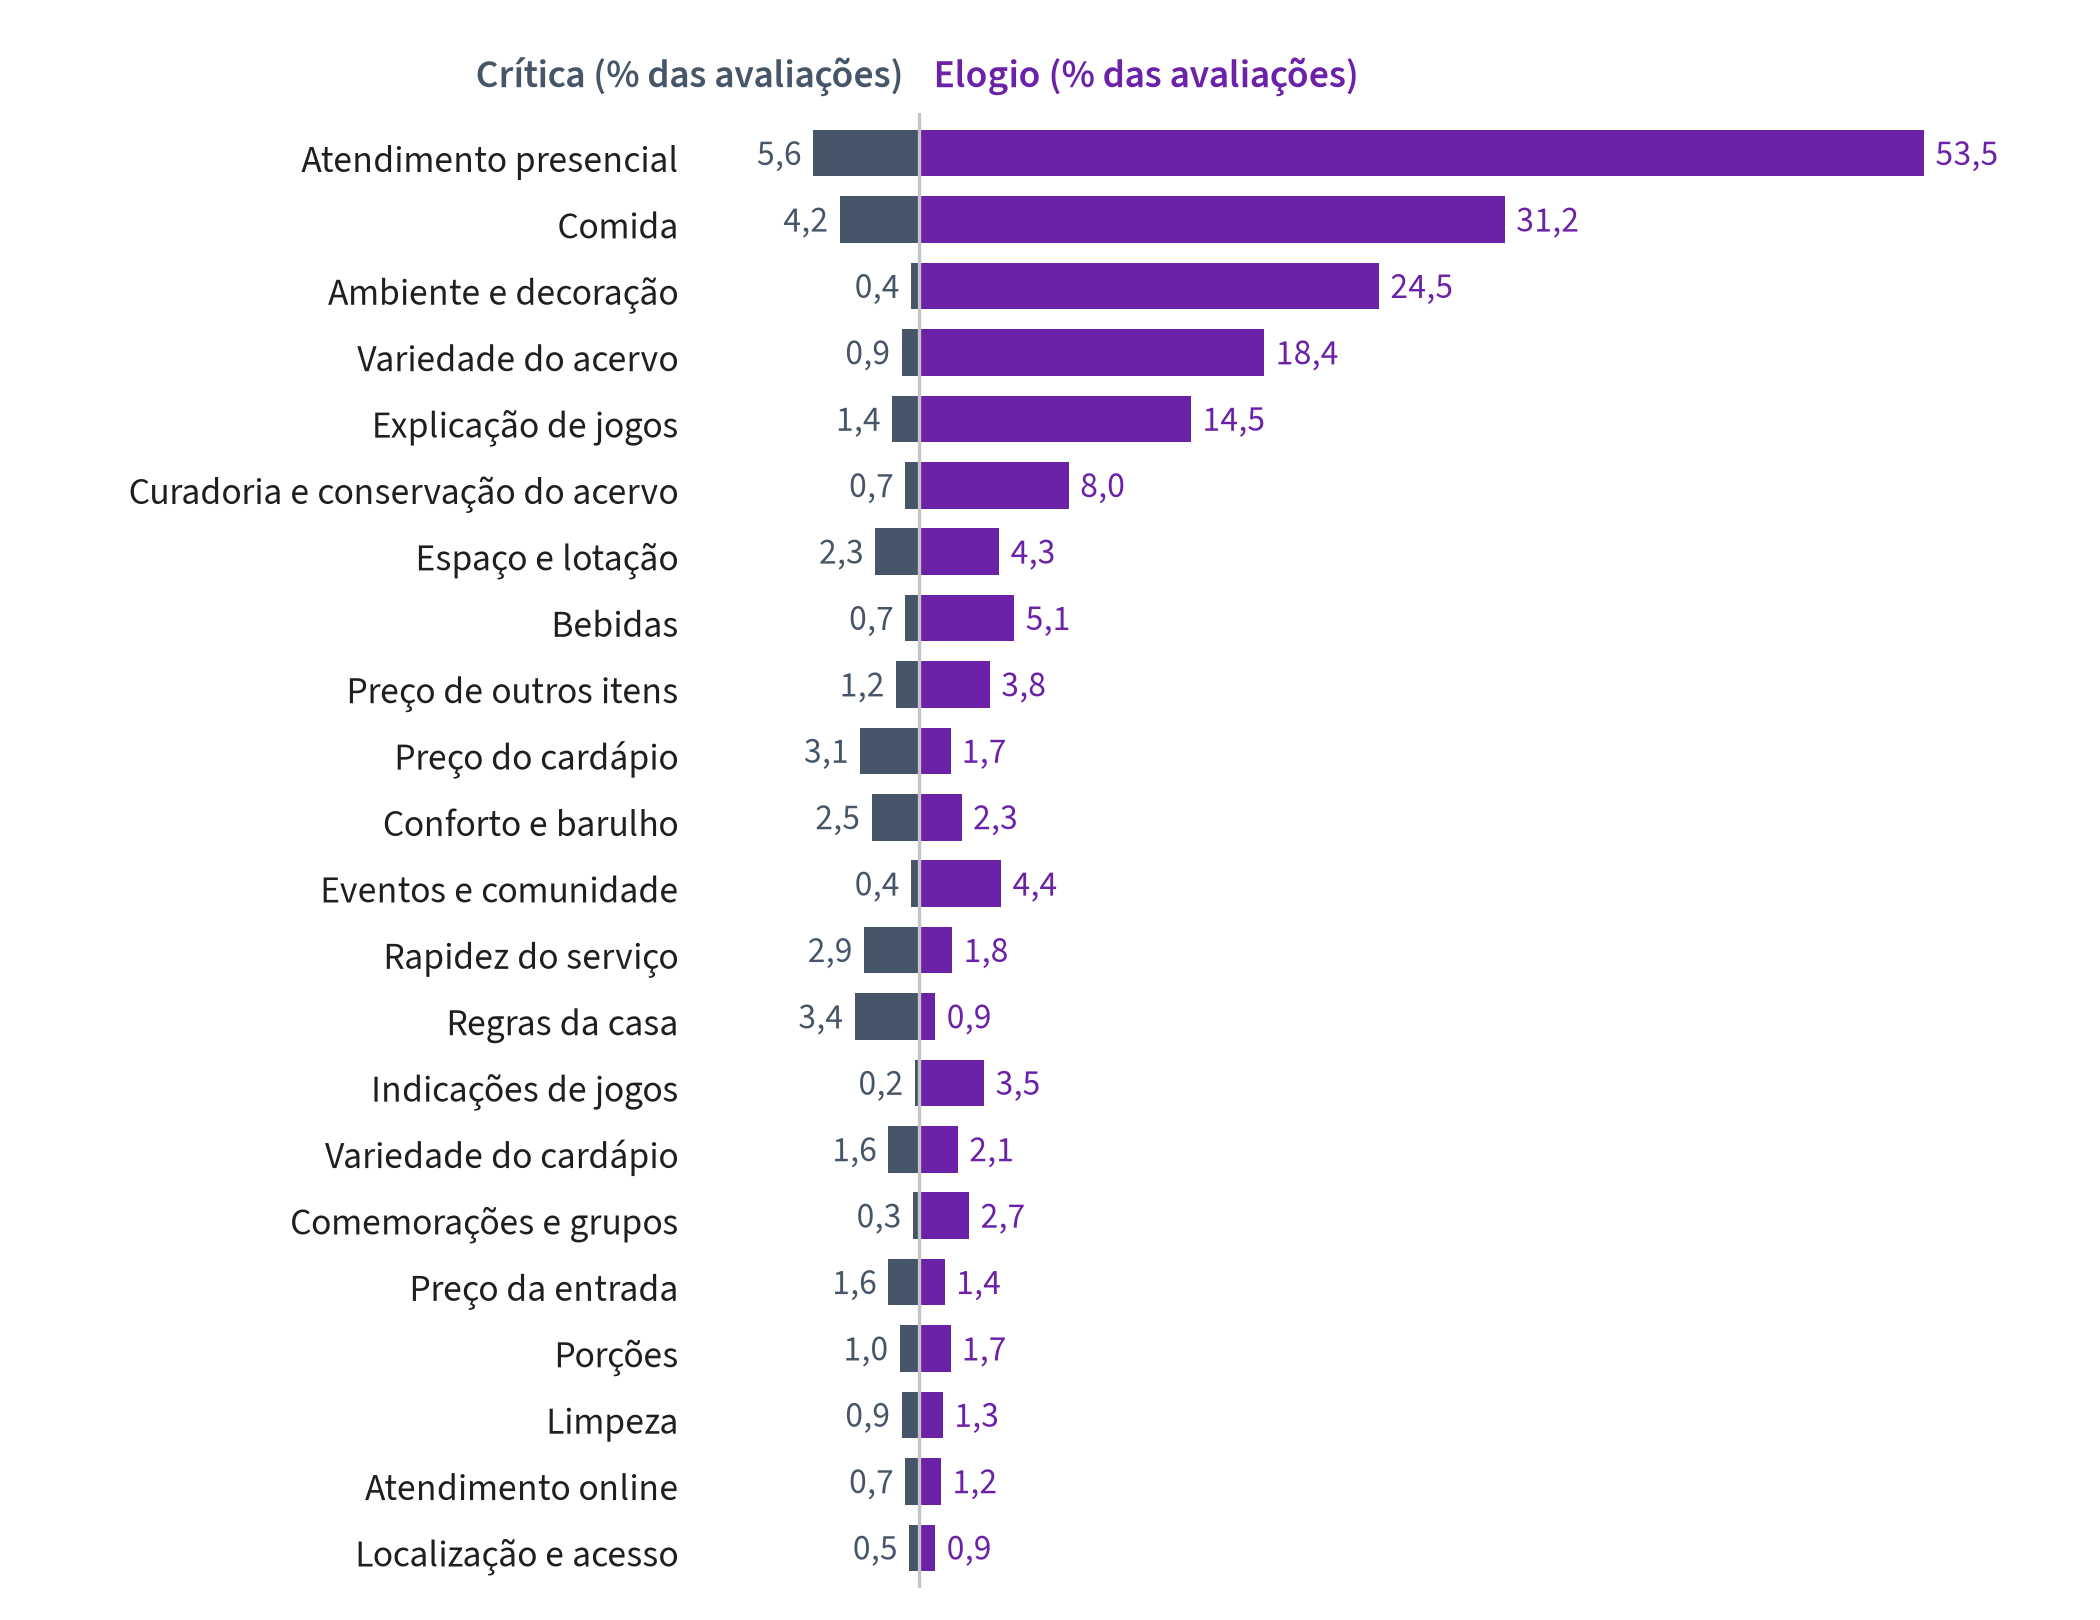 Crítica (% das avaliações) Elogio (% das avaliações)
Atendimento presencial 5,6 53,5
Comida 4,2 31,2
Ambiente e decoração 0,4 24,5
Variedade do acervo 0,9 18,4
Explicação de jogos 1,4 14,5
Curadoria e conservação do acervo 0,7 8,0
Espaço e lotação 2,3 4,3
Bebidas 0,7 5,1
Preço de outros itens 1,2 3,8
Preço do cardápio 3,1 1,7
Conforto e barulho 2,5 2,3
Eventos e comunidade 0,4 4,4
Rapidez do serviço 2,9 1,8
Regras da casa 3,4 0,9
Indicações de jogos 0,2 3,5
Variedade do cardápio 1,6 2,1
Comemorações e grupos 0,3 2,7
Preço da entrada 1,6 1,4
Porções 1,0 1,7
Limpeza 0,9 1,3
Atendimento online 0,7 1,2
Localização e acesso 0,5 0,9